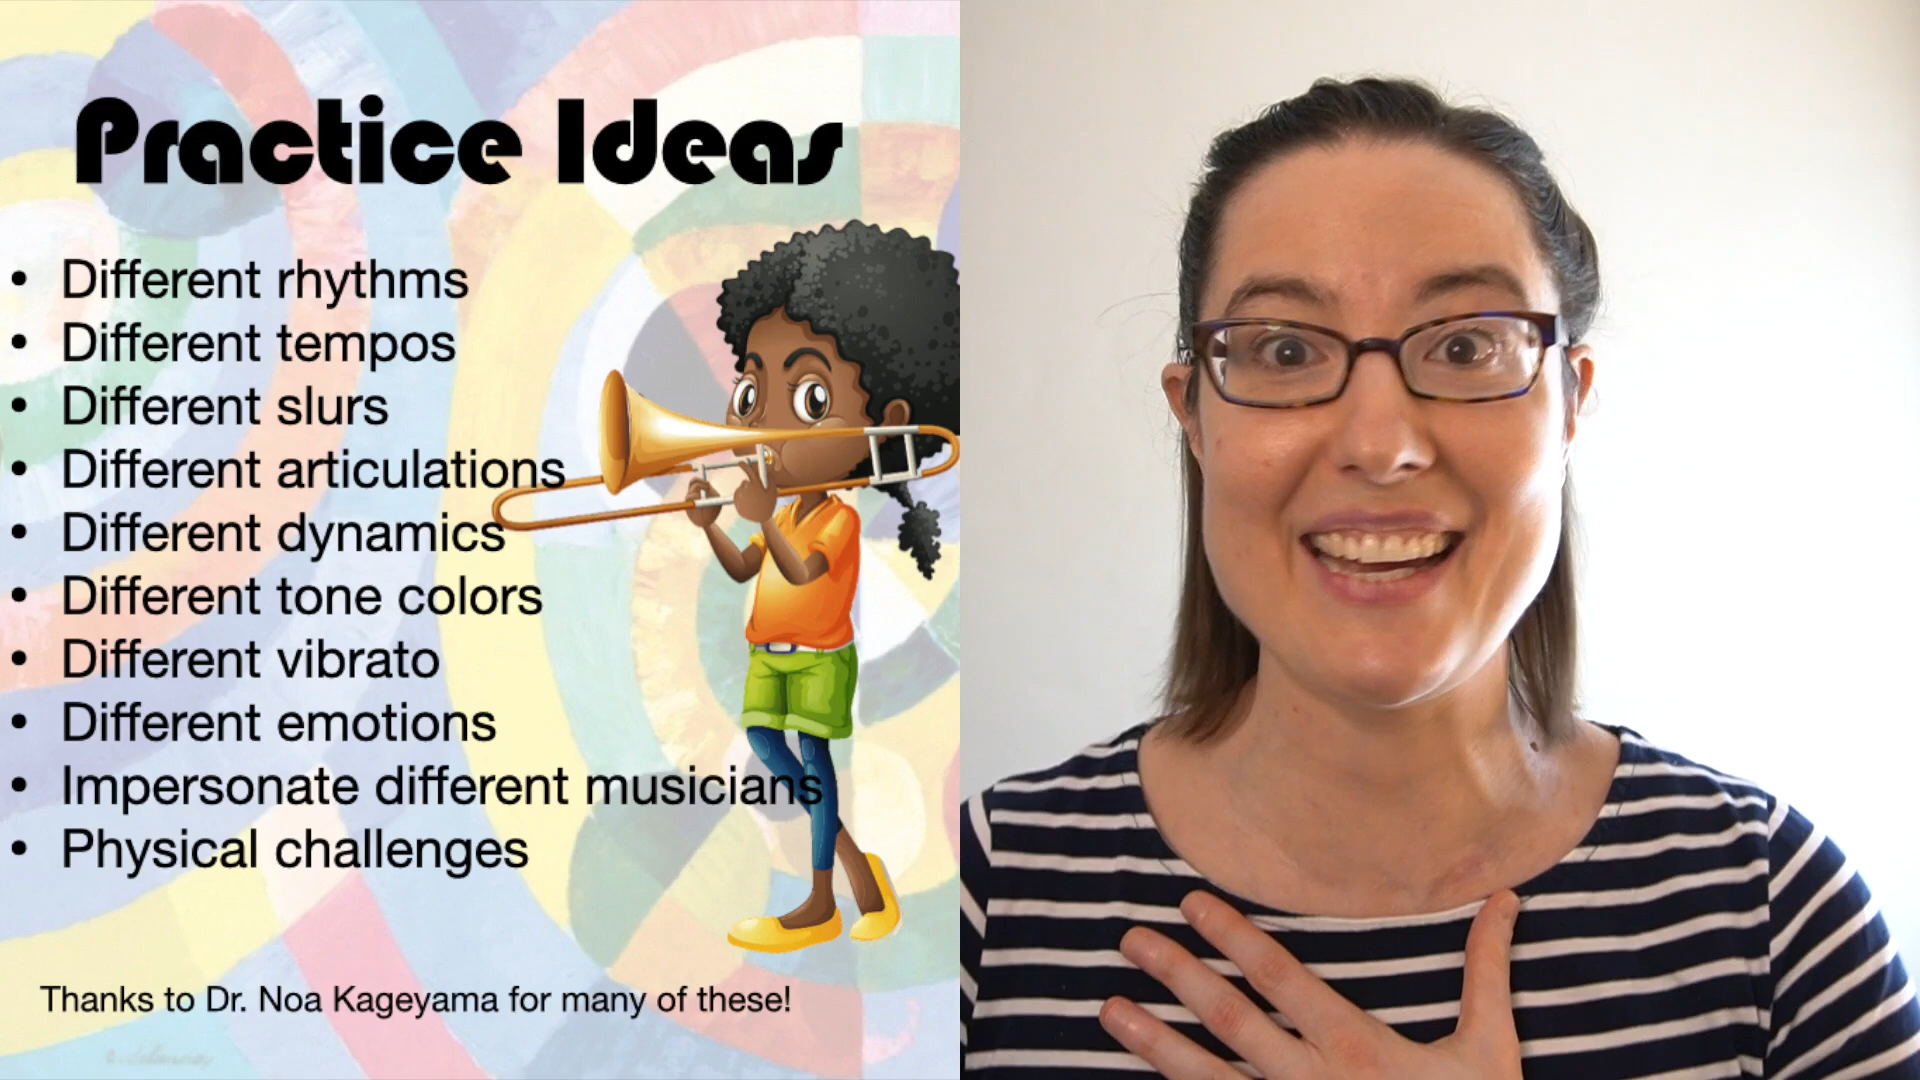 Practice Ideas
• Different rhythms
• Different tempos
• Different slurs
• Different articulations
• Different dynamics
• Different tone colors
• Different vibrato
• Different emotions
• Impersonate different musicians
• Physical challenges
Thanks to Dr. Noa Kageyama for many of these!